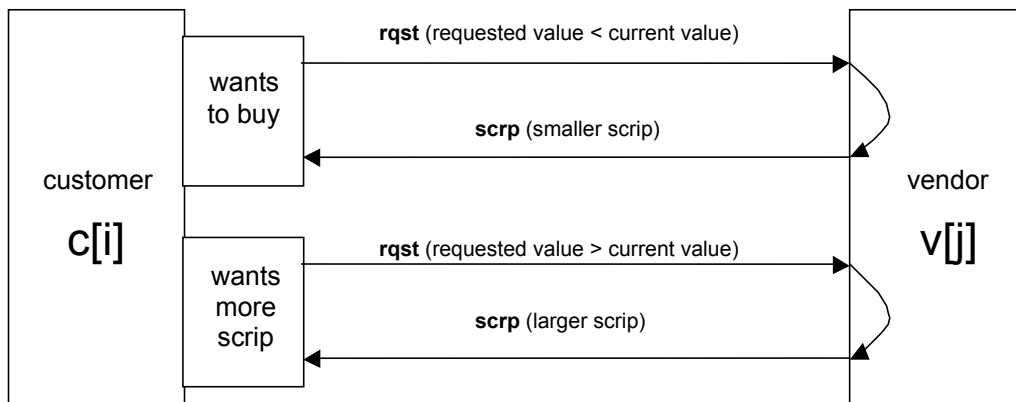 rqst (requested value < current value)
wants
to buy
scrp (smaller scrip)
customer
c[i]
vendor
v[j]
rqst (requested value > current value)
wants
more
scrip
scrp (larger scrip)